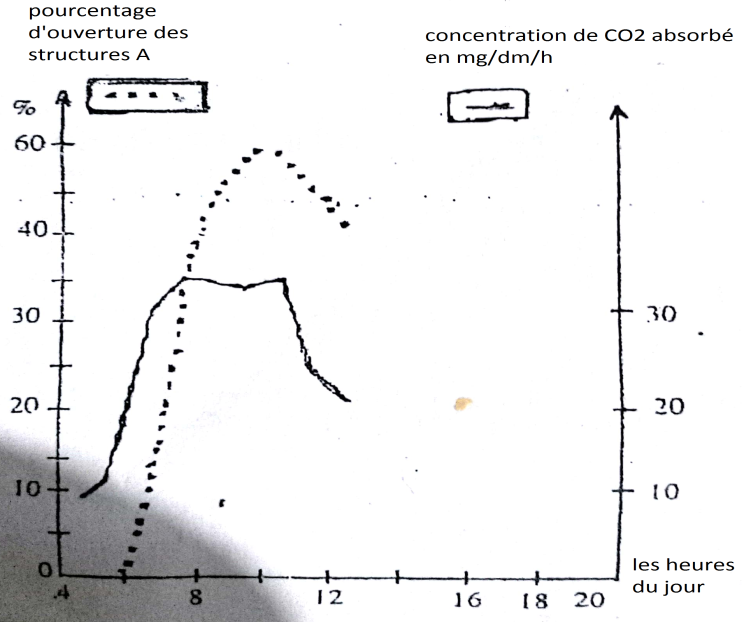 pourcentage
d'ouverture des
structures A
concentration de CO2 absorbé
en mg/dm/h
%
60
40
30
20
10
0
30
20
10
4 8 12 16 18 20
les heures
du jour